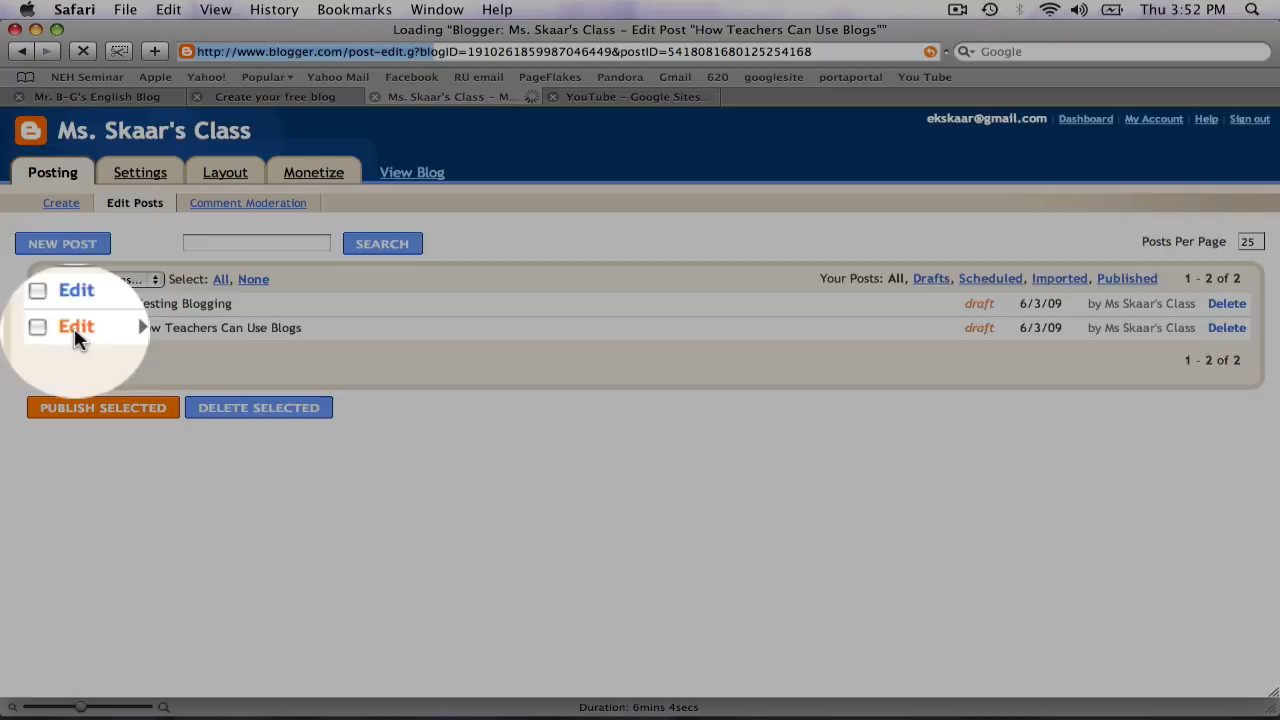 Safari File Edit View History Bookmarks Window Help Thu 3:52 PM
Loading "Blogger: Ms. Skaar's Class – Edit Post "How Teachers Can Use Blogs""
http://www.blogger.com/post-edit.g?blogID=1910261859987046449&postID=5418081680125254168 Google
NEH Seminar Apple Yahoo! Popular Yahoo Mail Facebook RU email PageFlakes Pandora Gmail 620 googlesite portaportal You Tube
Mr. B-G's English Blog Create your free blog Ms. Skaar's Class – M... YouTube – Google Sites...
Ms. Skaar's Class
ekskaar@gmail.com Dashboard My Account Help Sign out
Posting Settings Layout Monetize View Blog
Create Edit Posts Comment Moderation
NEW POST SEARCH Posts Per Page 25
Select: All, None Your Posts: All, Drafts, Scheduled, Imported, Published 1 - 2 of 2
Edit esting Blogging draft 6/3/09 by Ms Skaar's Class Delete
Edit w Teachers Can Use Blogs draft 6/3/09 by Ms Skaar's Class Delete
1 - 2 of 2
PUBLISH SELECTED DELETE SELECTED
Duration: 6mins 4secs